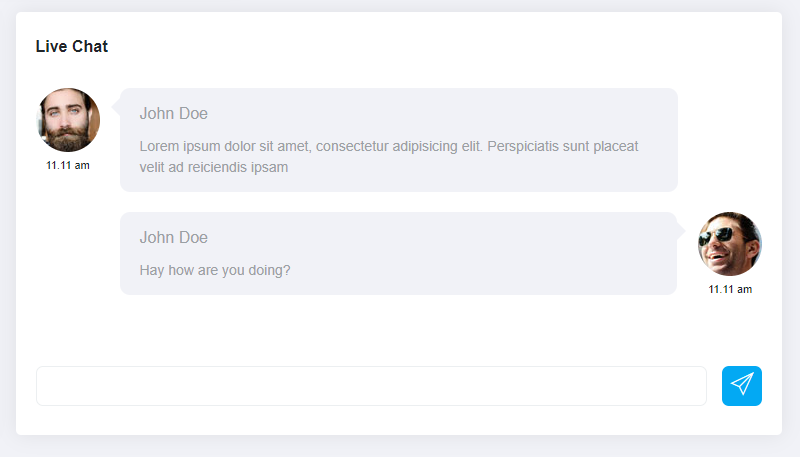 Live Chat
John Doe
Lorem ipsum dolor sit amet, consectetur adipisicing elit. Perspiciatis sunt placeat
velit ad reiciendis ipsam
11.11 am
John Doe
Hay how are you doing?
11.11 am